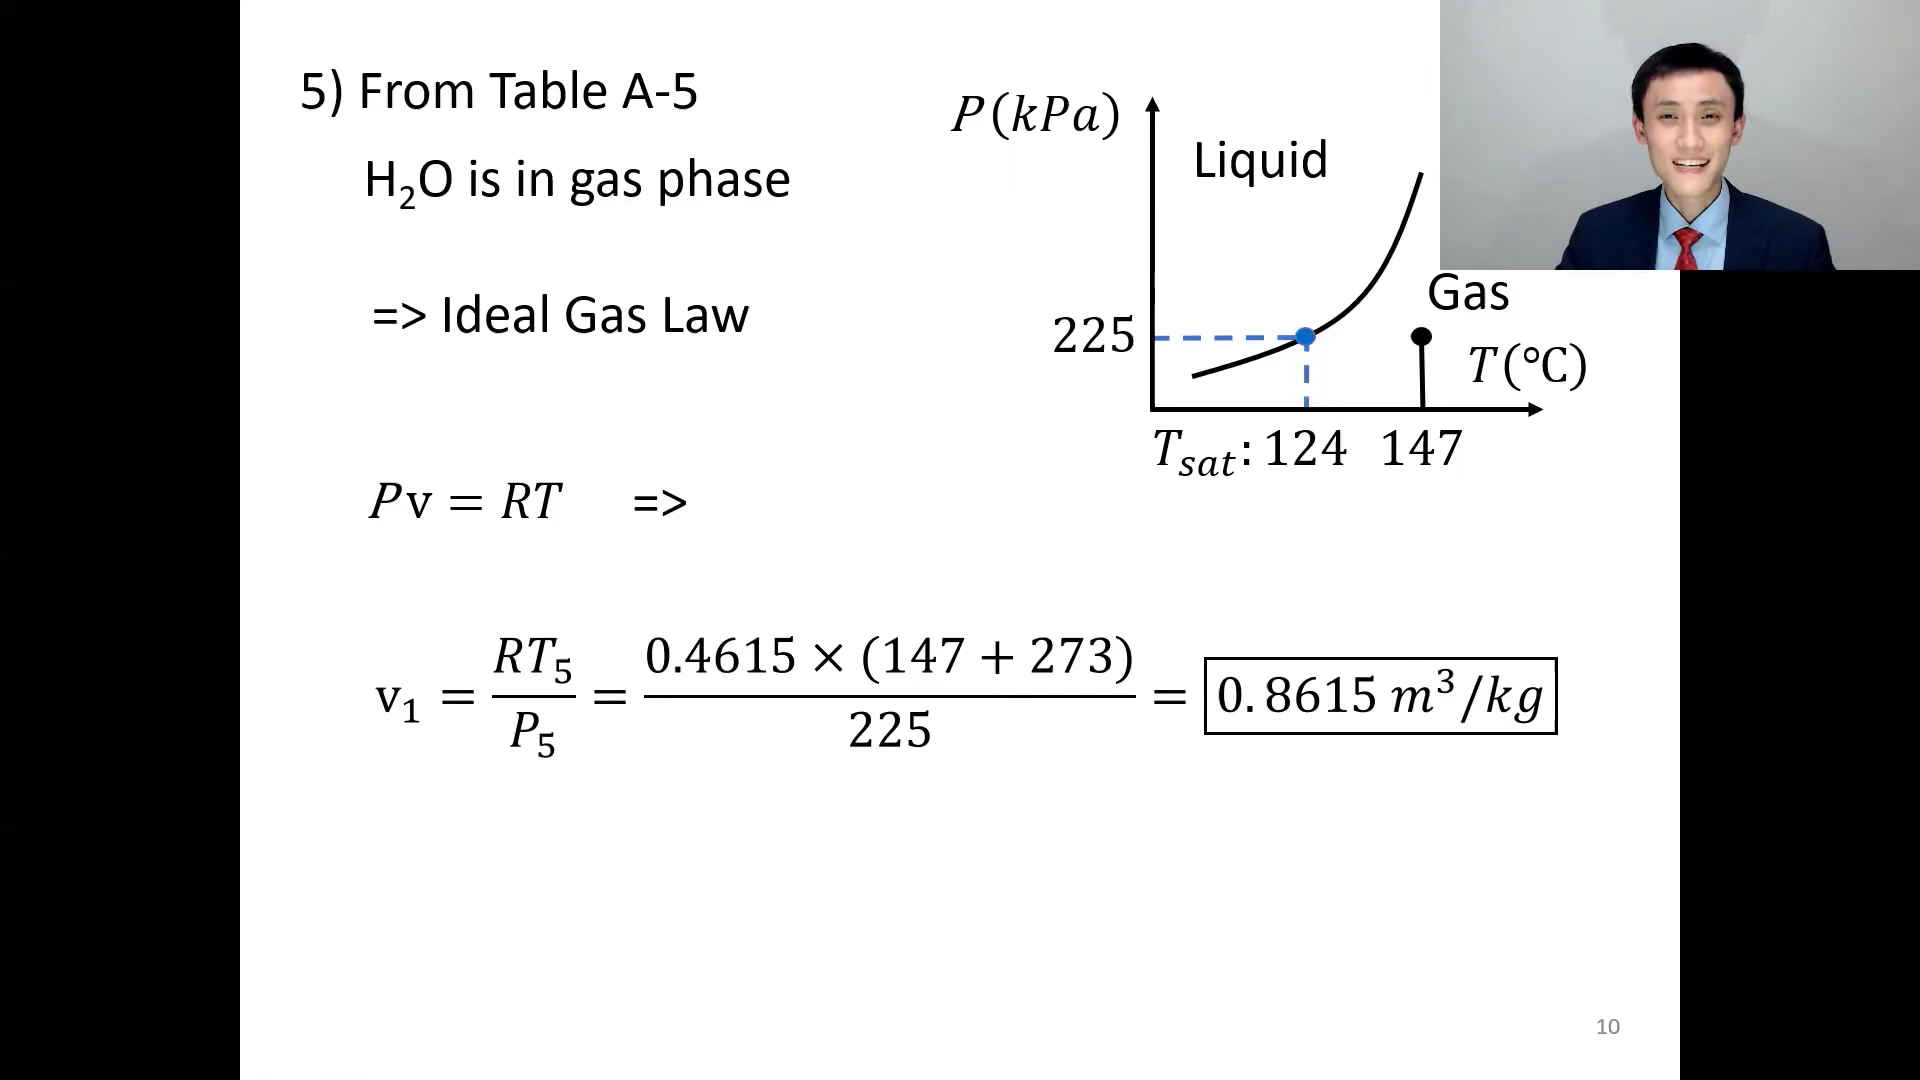 5) From Table A-5
H₂O is in gas phase
=> Ideal Gas Law
P(kPa)
Liquid
Gas
225
T(°C)
T_sat: 124 147
Pv = RT =>
v₁ = RT₅/P₅ = 0.4615 × (147 + 273)/225 = 0.8615 m³/kg
10